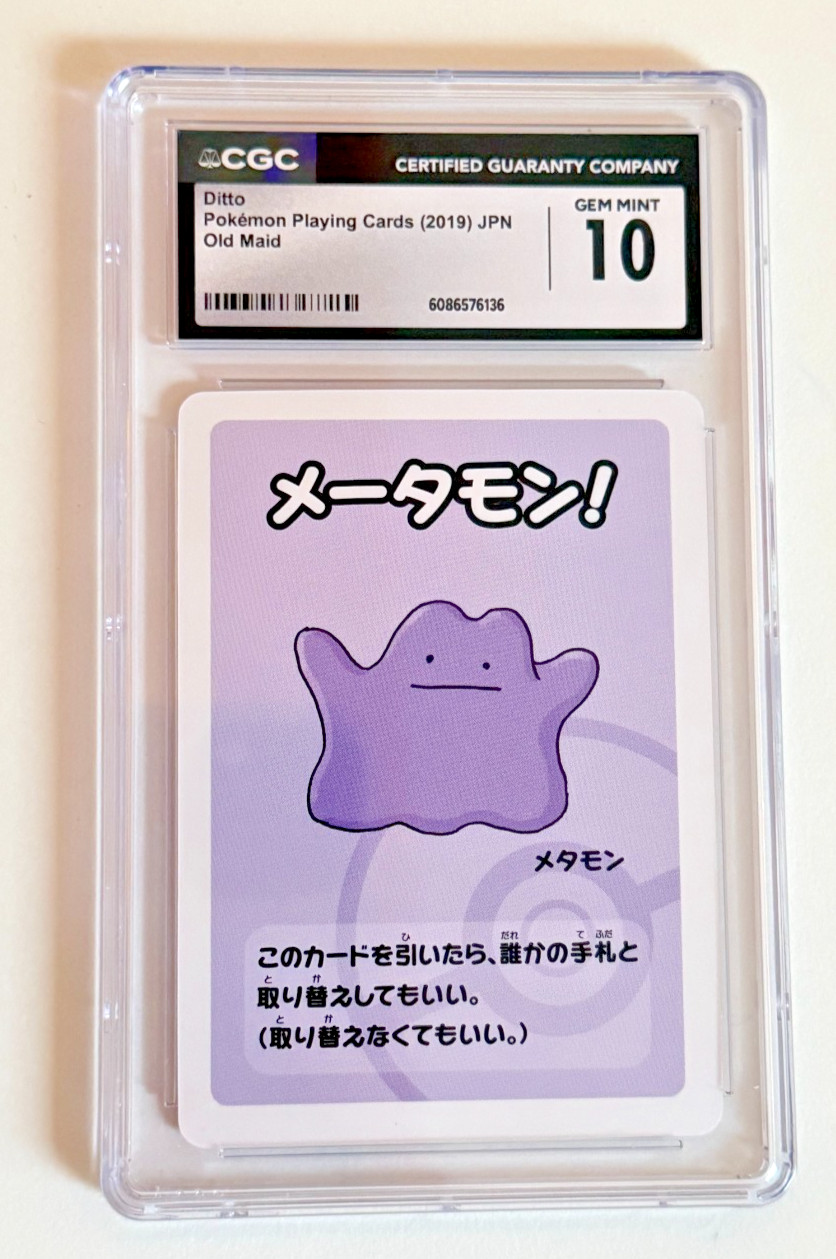 CGC
CERTIFIED GUARANTY COMPANY
Ditto
Pokémon Playing Cards (2019) JPN
Old Maid
GEM MINT
10
6086576136
メータモン!
メタモン
このカードを引いたら、誰かの手札と
取り替えしてもいい。
(取り替えなくてもいい。)